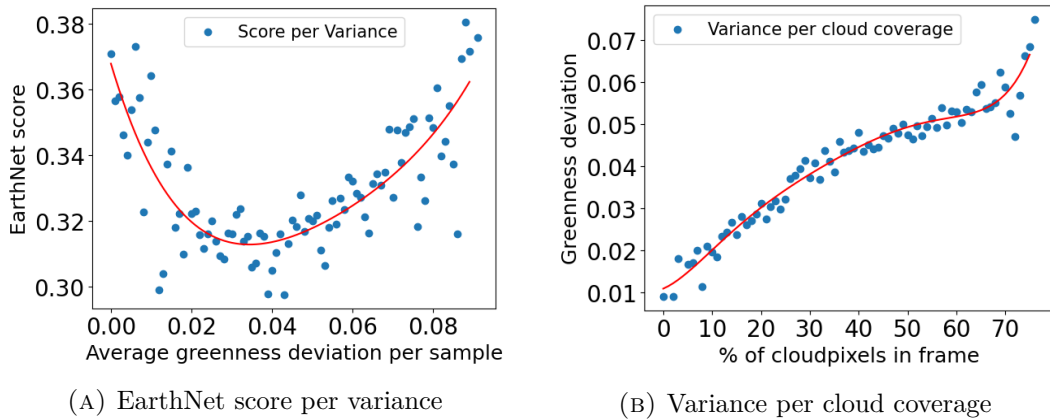 EarthNet score
0.38
0.36
0.34
0.32
0.30
Score per Variance
0.00 0.02 0.04 0.06 0.08
Average greenness deviation per sample
(A) EarthNet score per variance
Greenness deviation
0.07
0.06
0.05
0.04
0.03
0.02
0.01
Variance per cloud coverage
0 10 20 30 40 50 60 70
% of cloudpixels in frame
(B) Variance per cloud coverage